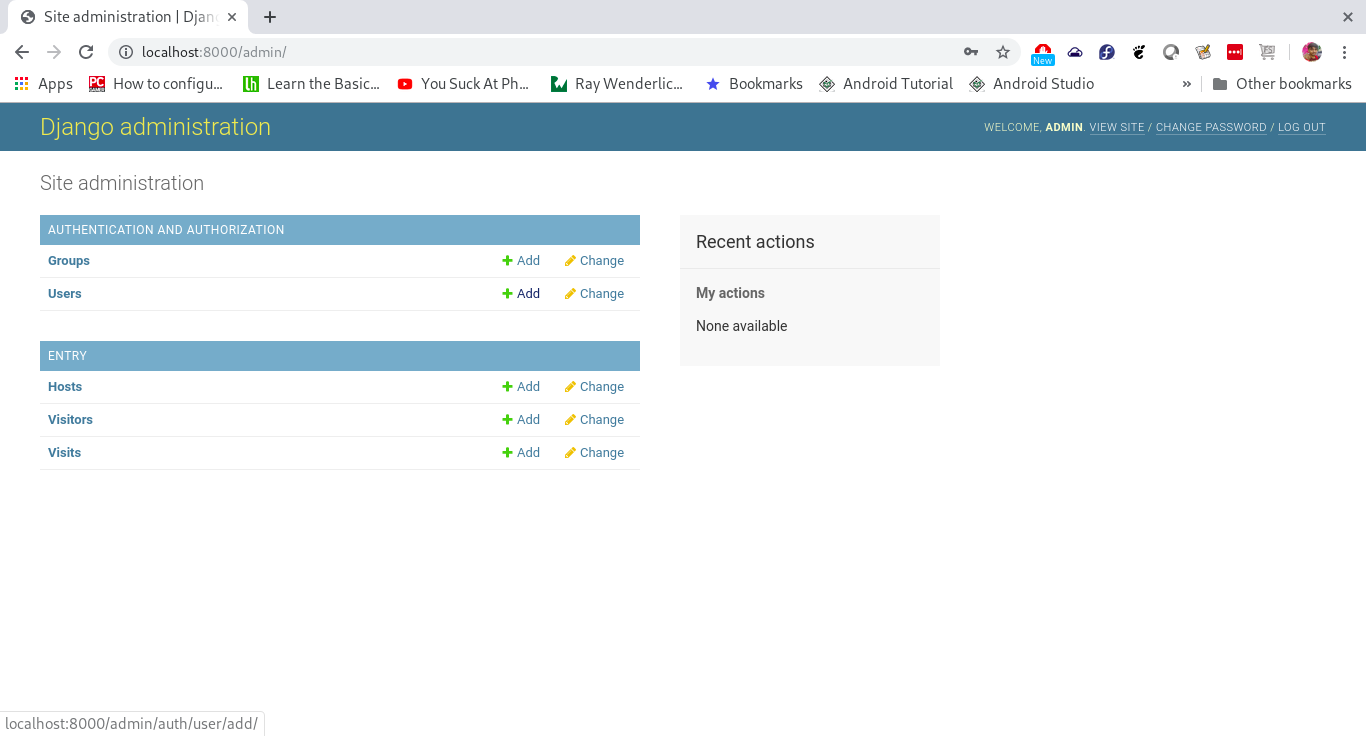 Site administration | Djan
localhost:8000/admin/
New
Apps How to configu... Learn the Basic... You Suck At Ph... Ray Wenderlic... Bookmarks Android Tutorial Android Studio » Other bookmarks
Django administration WELCOME, ADMIN. VIEW SITE / CHANGE PASSWORD / LOG OUT
Site administration
AUTHENTICATION AND AUTHORIZATION
Groups Add Change
Users Add Change
ENTRY
Hosts Add Change
Visitors Add Change
Visits Add Change
Recent actions
My actions
None available
localhost:8000/admin/auth/user/add/